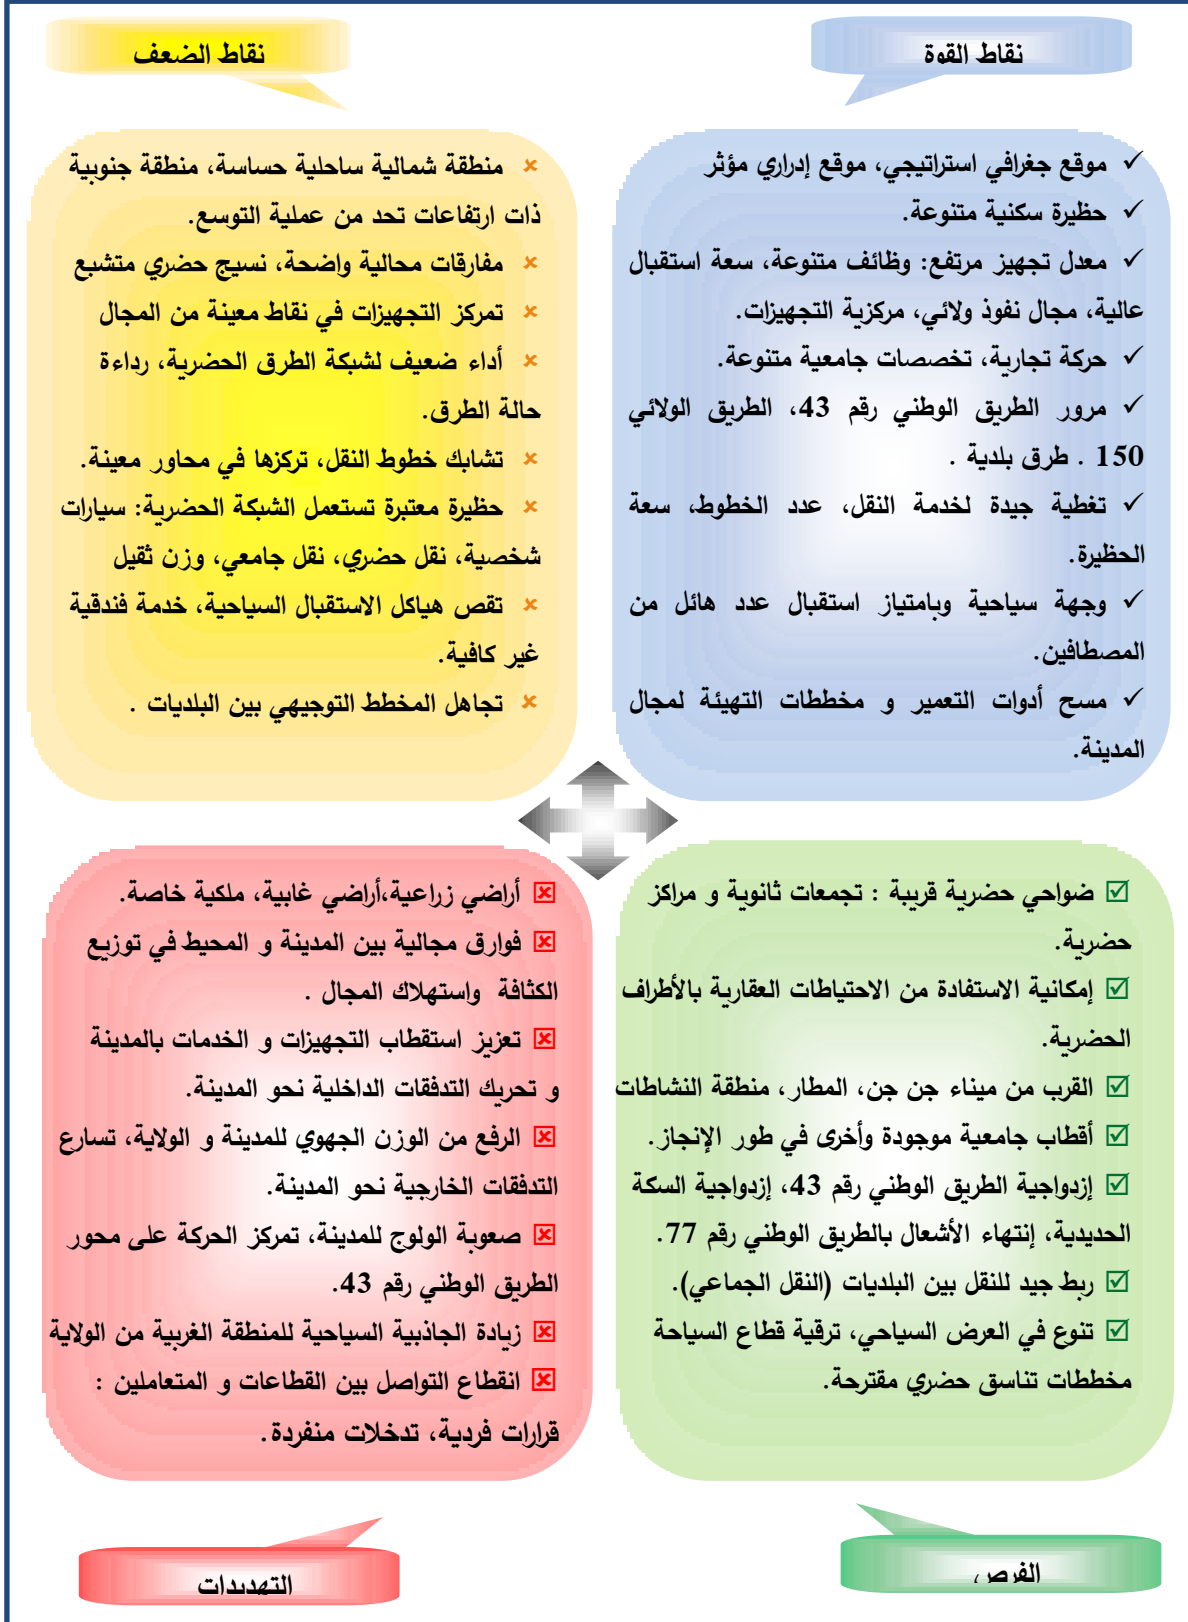 نقاط القوة
✓ موقع جغرافي استراتيجي، موقع إدراري مؤثر
✓ حظيرة سكنية متنوعة.
✓ معدل تجهيز مرتفع: وظائف متنوعة، سعة استقبال
عالية، مجال نفوذ ولائي، مركزية التجهيزات.
✓ حركة تجارية، تخصصات جامعية متنوعة.
✓ مرور الطريق الوطني رقم 43، الطريق الولائي
150 . طرق بلدية .
✓ تغطية جيدة لخدمة النقل، عدد الخطوط، سعة
الحظيرة.
✓ وجهة سياحية وبامتياز استقبال عدد هائل من
المصطافين.
✓ مسح أدوات التعمير و مخططات التهيئة لمجال
المدينة.
نقاط الضعف
× منطقة شمالية ساحلية حساسة، منطقة جنوبية
ذات ارتفاعات تحد من عملية التوسع.
× مفارقات محالية واضحة، نسيج حضري متشبع
× تمركز التجهيزات في نقاط معينة من المجال
× أداء ضعيف لشبكة الطرق الحضرية، رداءة
حالة الطرق.
× تشابك خطوط النقل، تركزها في محاور معينة.
× حظيرة معتبرة تستعمل الشبكة الحضرية: سيارات
شخصية، نقل حضري، نقل جامعي، وزن ثقيل
× تقص هياكل الاستقبال السياحية، خدمة فندقية
غير كافية.
× تجاهل المخطط التوجيهي بين البلديات .
☑ ضواحي حضرية قريبة : تجمعات ثانوية و مراكز
حضرية.
☑ إمكانية الاستفادة من الاحتياطات العقارية بالأطراف
الحضرية.
☑ القرب من ميناء جن جن، المطار، منطقة النشاطات
☑ أقطاب جامعية موجودة وأخرى في طور الإنجاز.
☑ إزدواجية الطريق الوطني رقم 43، إزدواجية السكة
الحديدية، إنتهاء الأشعال بالطريق الوطني رقم 77.
☑ ربط جيد للنقل بين البلديات (النقل الجماعي).
☑ تنوع في العرض السياحي، ترقية قطاع السياحة
مخططات تناسق حضري مقترحة.
الفرص
☒ أراضي زراعية،أراضي غابية، ملكية خاصة.
☒ فوارق مجالية بين المدينة و المحيط في توزيع
الكثافة واستهلاك المجال .
☒ تعزيز استقطاب التجهيزات و الخدمات بالمدينة
و تحريك التدفقات الداخلية نحو المدينة.
☒ الرفع من الوزن الجهوي للمدينة و الولاية، تسارع
التدفقات الخارجية نحو المدينة.
☒ صعوبة الولوج للمدينة، تمركز الحركة على محور
الطريق الوطني رقم 43.
☒ زيادة الجاذبية السياحية للمنطقة الغربية من الولاية
☒ انقطاع التواصل بين القطاعات و المتعاملين :
قرارات فردية، تدخلات منفردة.
التهديدات